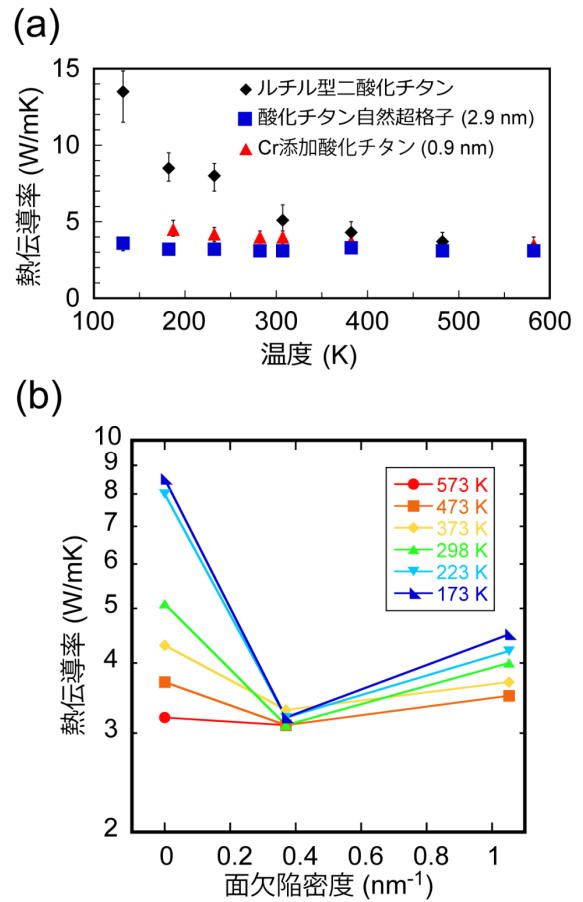 (a)
15
10
5
0
熱伝導率 (W/mK)
ルチル型二酸化チタン
酸化チタン自然超格子 (2.9 nm)
Cr添加酸化チタン (0.9 nm)
100 200 300 400 500 600
温度 (K)
(b)
10
9
8
7
6
5
4
3
2
熱伝導率 (W/mK)
573 K
473 K
373 K
298 K
223 K
173 K
0 0.2 0.4 0.6 0.8 1
面欠陥密度 (nm-1)